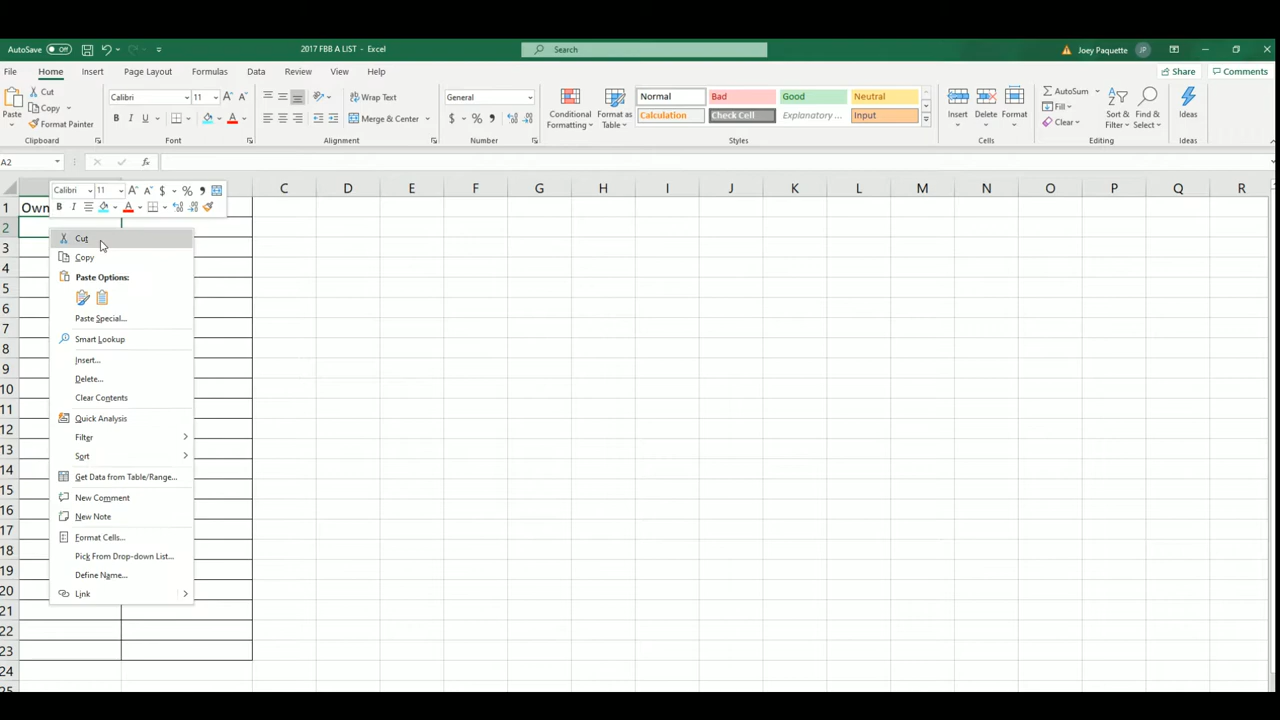 AutoSave Off 2017 FBB A LIST - Excel Search Joey Paquette JP
File Home Insert Page Layout Formulas Data Review View Help Share Comments
Cut Calibri 11 Wrap Text General Normal Bad Good Neutral AutoSum
Copy Fill
Paste Format Painter Merge & Center Conditional Formatting Format as Table Calculation Check Cell Explanatory ... Input Insert Delete Format Clear Sort & Filter Find & Select Ideas
Clipboard Font Alignment Number Styles Cells Editing Ideas
A2
Calibri 11
C D E F G H I J K L M N O P Q R
1 Own
2
Cut
3
Copy
4
Paste Options:
5
6
Paste Special...
7
Smart Lookup
8
Insert...
9
Delete...
10
Clear Contents
11
Quick Analysis
12
Filter
13
Sort
14
Get Data from Table/Range...
15
New Comment
16
New Note
17
Format Cells...
18
Pick From Drop-down List...
19
Define Name...
20
Link
21
22
23
24
25